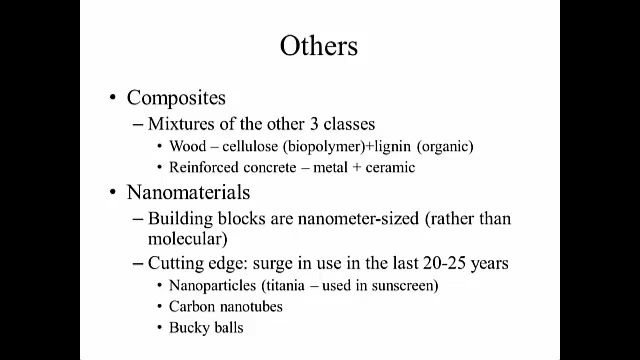 Others
• Composites
– Mixtures of the other 3 classes
• Wood – cellulose (biopolymer)+lignin (organic)
• Reinforced concrete – metal + ceramic
• Nanomaterials
– Building blocks are nanometer-sized (rather than
molecular)
– Cutting edge: surge in use in the last 20-25 years
• Nanoparticles (titania – used in sunscreen)
• Carbon nanotubes
• Bucky balls